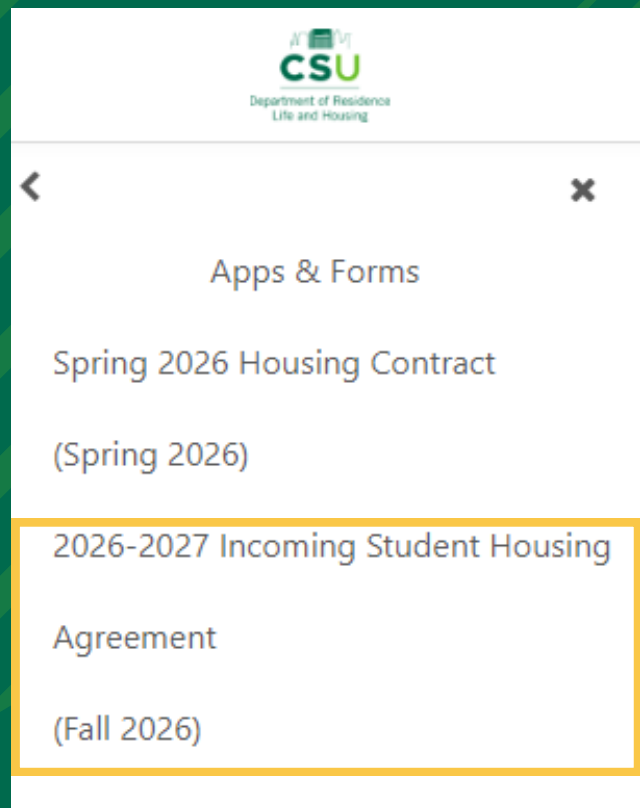 CSU
Department of Residence
Life and Housing
Apps & Forms
Spring 2026 Housing Contract
(Spring 2026)
2026-2027 Incoming Student Housing
Agreement
(Fall 2026)